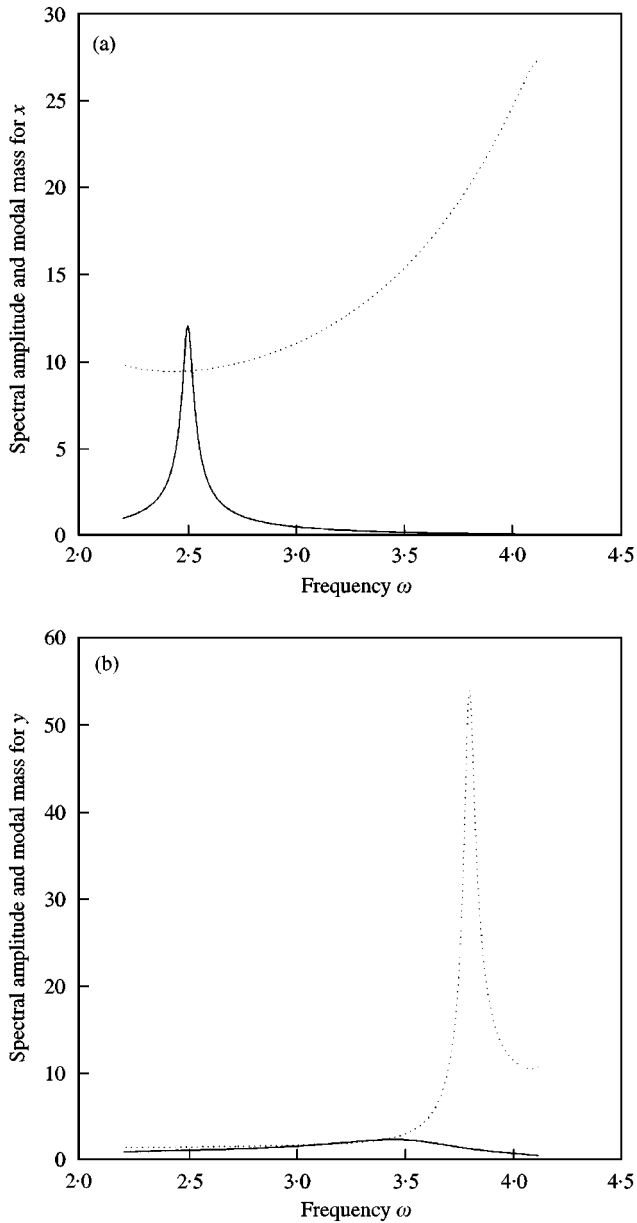 (a)
Spectral amplitude and modal mass for x
30
25
20
15
10
5
0
2·0 2·5 3·0 3·5 4·0 4·5
Frequency ω
(b)
Spectral amplitude and modal mass for y
60
50
40
30
20
10
0
2·0 2·5 3·0 3·5 4·0 4·5
Frequency ω